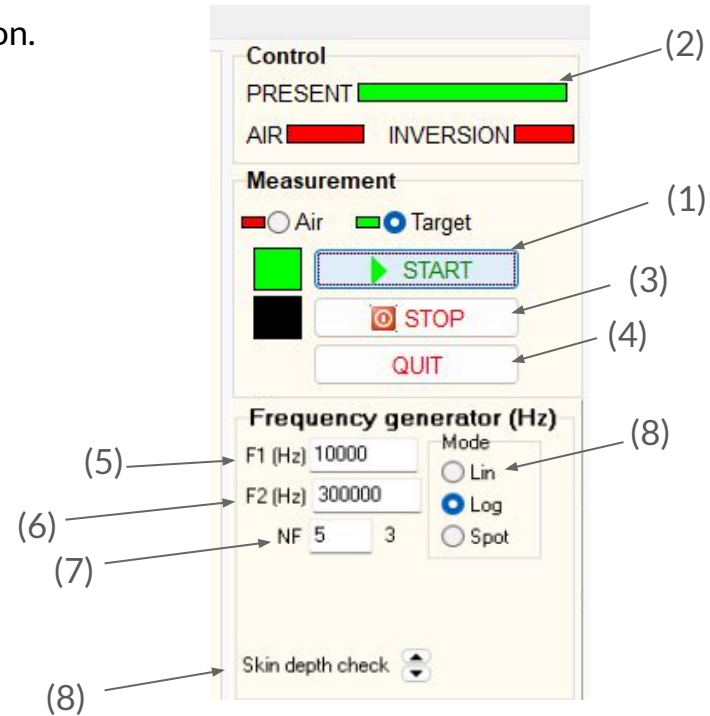 on.
Control
(2)
PRESENT
AIR INVERSION
Measurement
Air Target
(1)
START
(3)
STOP
(4)
QUIT
Frequency generator (Hz)
Mode
(8)
(5)
F1 (Hz) 10000
Lin
(6)
F2 (Hz) 300000
Log
(7)
NF 5 3
Spot
Skin depth check
(8)